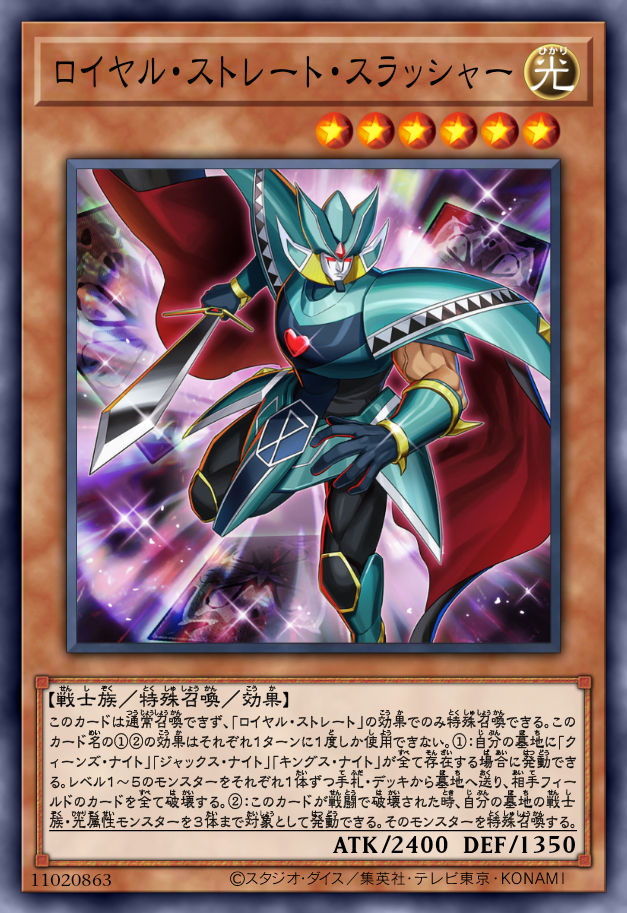 ロイヤル・ストレート・スラッシャー
ひかり
光
【戦士族／特殊召喚／効果】
このカードは通常召喚できず、「ロイヤル・ストレート」の効果でのみ特殊召喚できる。この
カード名の①②の効果はそれぞれ1ターンに1度しか使用できない。①：自分の墓地に「ク
ィーンズ・ナイト」「ジャックス・ナイト」「キングス・ナイト」が全て存在する場合に発動でき
る。レベル1～5のモンスターをそれぞれ1体ずつ手札・デッキから墓地へ送り、相手フィー
ルドのカードを全て破壊する。②：このカードが戦闘で破壊された時、自分の墓地の戦士
族・光属性モンスターを3体まで対象として発動できる。そのモンスターを特殊召喚する。
ATK/2400 DEF/1350
11020863 ©スタジオ・ダイス／集英社・テレビ東京・KONAMI